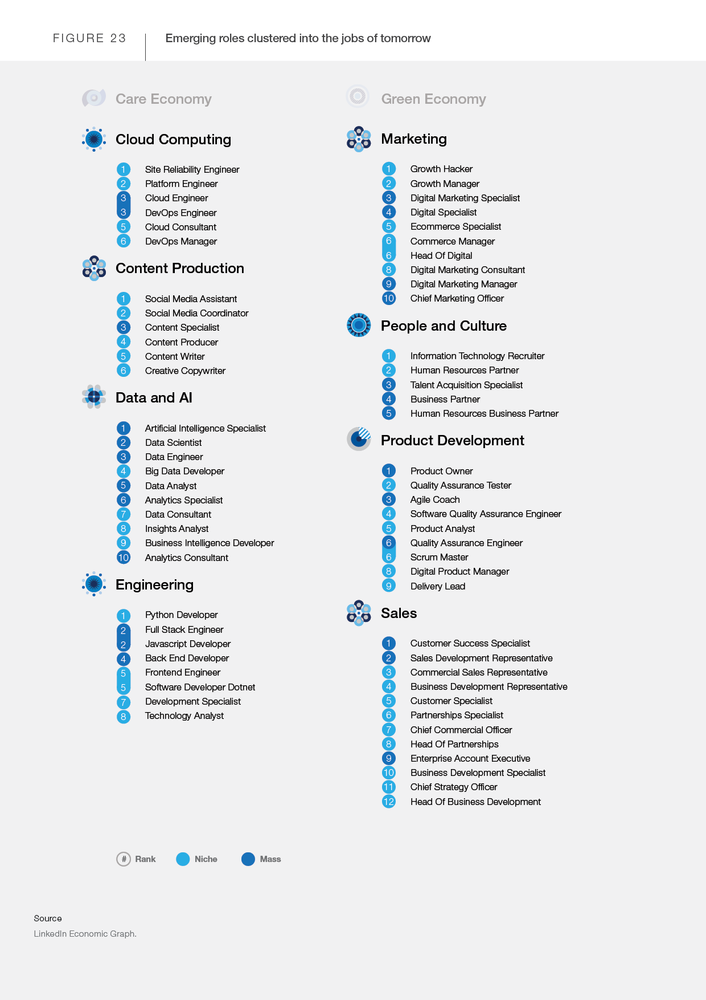 FIGURE 23
Emerging roles clustered into the jobs of tomorrow
Care Economy
Cloud Computing
1 Site Reliability Engineer
2 Platform Engineer
3 Cloud Engineer
3 DevOps Engineer
5 Cloud Consultant
6 DevOps Manager
Content Production
1 Social Media Assistant
2 Social Media Coordinator
3 Content Specialist
4 Content Producer
5 Content Writer
6 Creative Copywriter
Data and AI
1 Artificial Intelligence Specialist
2 Data Scientist
3 Data Engineer
4 Big Data Developer
5 Data Analyst
6 Analytics Specialist
7 Data Consultant
8 Insights Analyst
9 Business Intelligence Developer
10 Analytics Consultant
Engineering
1 Python Developer
2 Full Stack Engineer
2 Javascript Developer
4 Back End Developer
5 Frontend Engineer
5 Software Developer Dotnet
7 Development Specialist
8 Technology Analyst
Green Economy
Marketing
1 Growth Hacker
2 Growth Manager
3 Digital Marketing Specialist
4 Digital Specialist
5 Ecommerce Specialist
6 Commerce Manager
6 Head Of Digital
8 Digital Marketing Consultant
9 Digital Marketing Manager
10 Chief Marketing Officer
People and Culture
1 Information Technology Recruiter
2 Human Resources Partner
3 Talent Acquisition Specialist
4 Business Partner
5 Human Resources Business Partner
Product Development
1 Product Owner
2 Quality Assurance Tester
3 Agile Coach
4 Software Quality Assurance Engineer
5 Product Analyst
6 Quality Assurance Engineer
6 Scrum Master
8 Digital Product Manager
9 Delivery Lead
Sales
1 Customer Success Specialist
2 Sales Development Representative
3 Commercial Sales Representative
4 Business Development Representative
5 Customer Specialist
6 Partnerships Specialist
7 Chief Commercial Officer
8 Head Of Partnerships
9 Enterprise Account Executive
10 Business Development Specialist
11 Chief Strategy Officer
12 Head Of Business Development
# Rank Niche Mass
Source
LinkedIn Economic Graph.